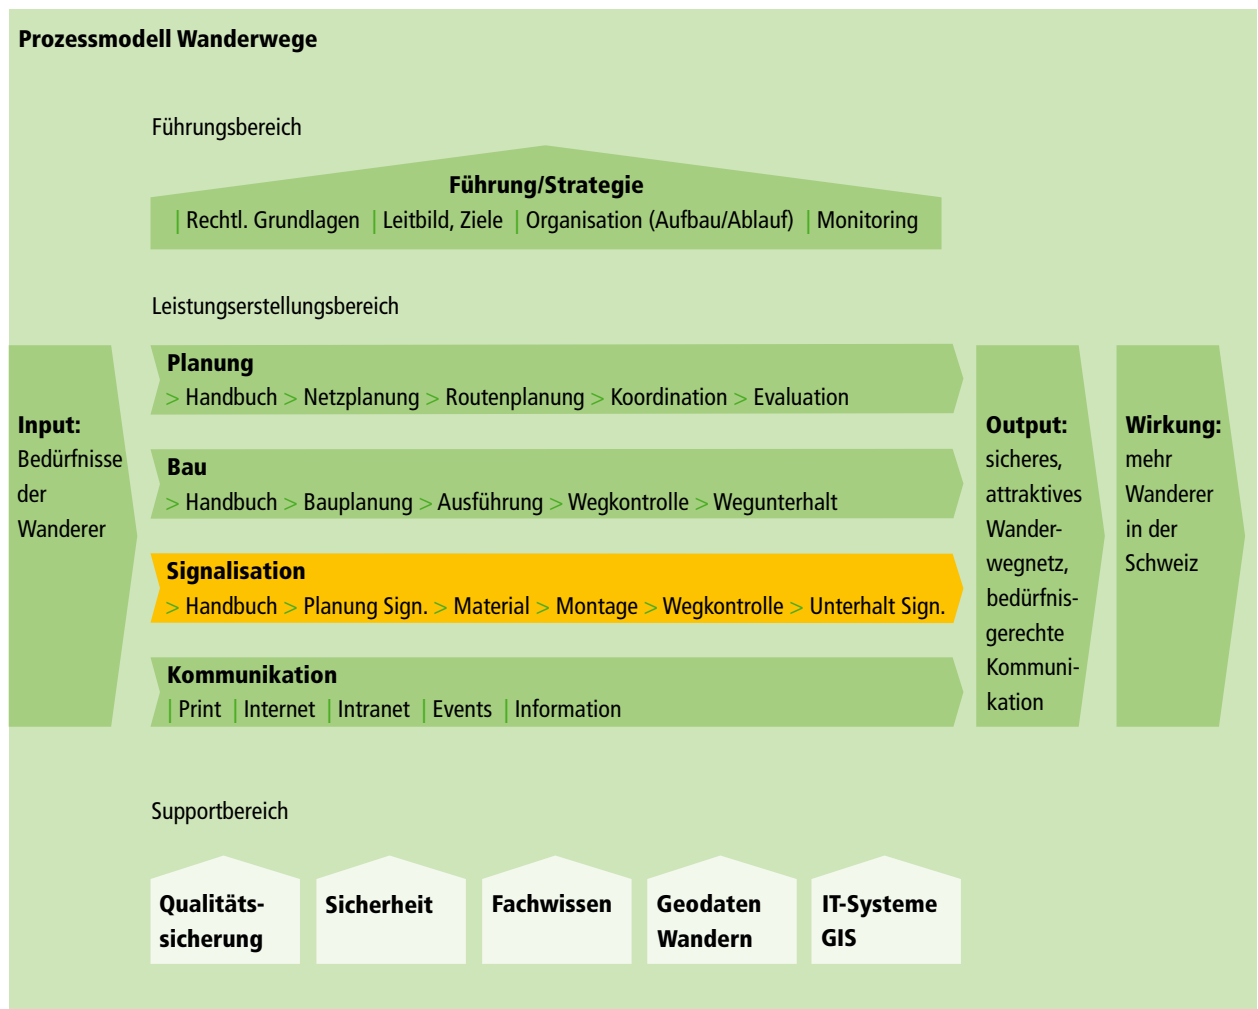 Prozessmodell Wanderwege
Führungsbereich
Führung/Strategie
| Rechtl. Grundlagen | Leitbild, Ziele | Organisation (Aufbau/Ablauf) | Monitoring
Leistungserstellungsbereich
Input:
Bedürfnisse
der
Wanderer
Planung
> Handbuch > Netzplanung > Routenplanung > Koordination > Evaluation
Bau
> Handbuch > Bauplanung > Ausführung > Wegkontrolle > Wegunterhalt
Signalisation
> Handbuch > Planung Sign. > Material > Montage > Wegkontrolle > Unterhalt Sign.
Kommunikation
| Print | Internet | Intranet | Events | Information
Output:
sicheres,
attraktives
Wander-
wegnetz,
bedürfnis-
gerechte
Kommuni-
kation
Wirkung:
mehr
Wanderer
in der
Schweiz
Supportbereich
Qualitäts-
sicherung
Sicherheit
Fachwissen
Geodaten
Wandern
IT-Systeme
GIS